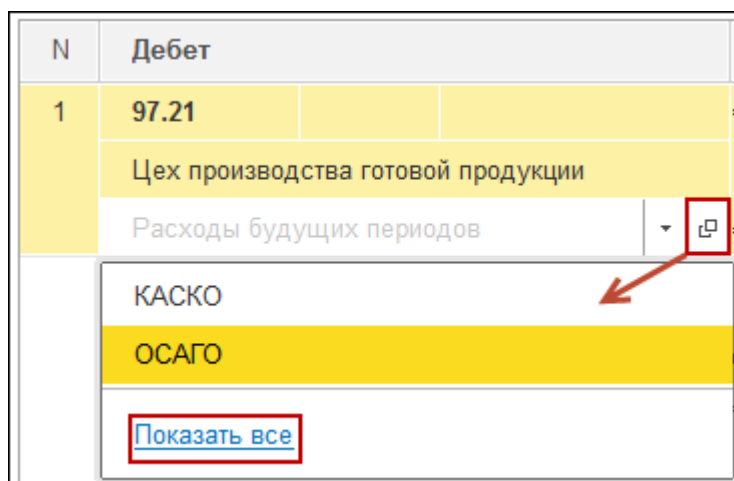 N Дебет
1 97.21
Цех производства готовой продукции
Расходы будущих периодов
КАСКО
ОСАГО
Показать все